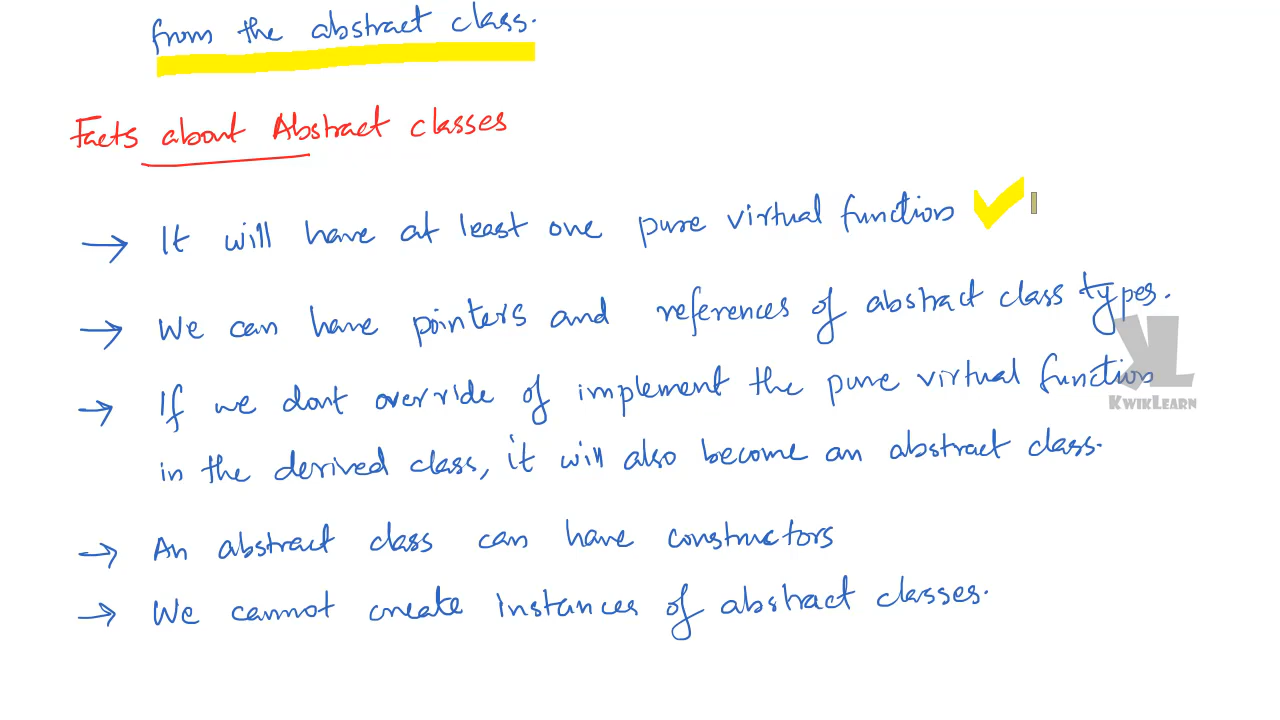 from the abstract class.
Facts about Abstract classes
→ It will have at least one pure virtual function
→ We can have pointers and references of abstract class types.
→ If we dont override of implement the pure virtual function
in the derived class, it will also become an abstract class.
→ An abstract class can have constructors
→ We cannot create instances of abstract classes.
KL
KWIKLEARN